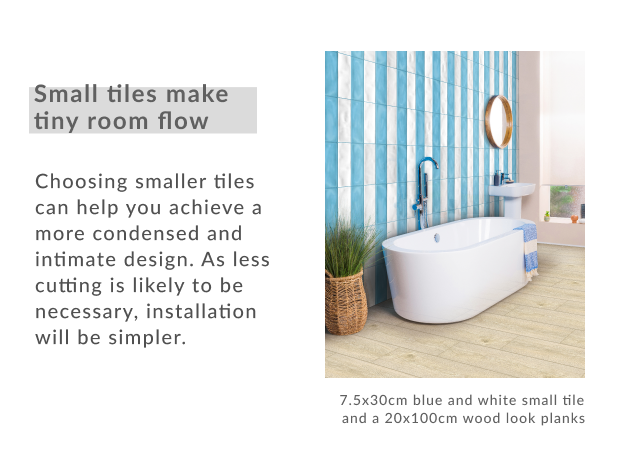 Small tiles make
tiny room flow
Choosing smaller tiles
can help you achieve a
more condensed and
intimate design. As less
cutting is likely to be
necessary, installation
will be simpler.
7.5x30cm blue and white small tile
and a 20x100cm wood look planks